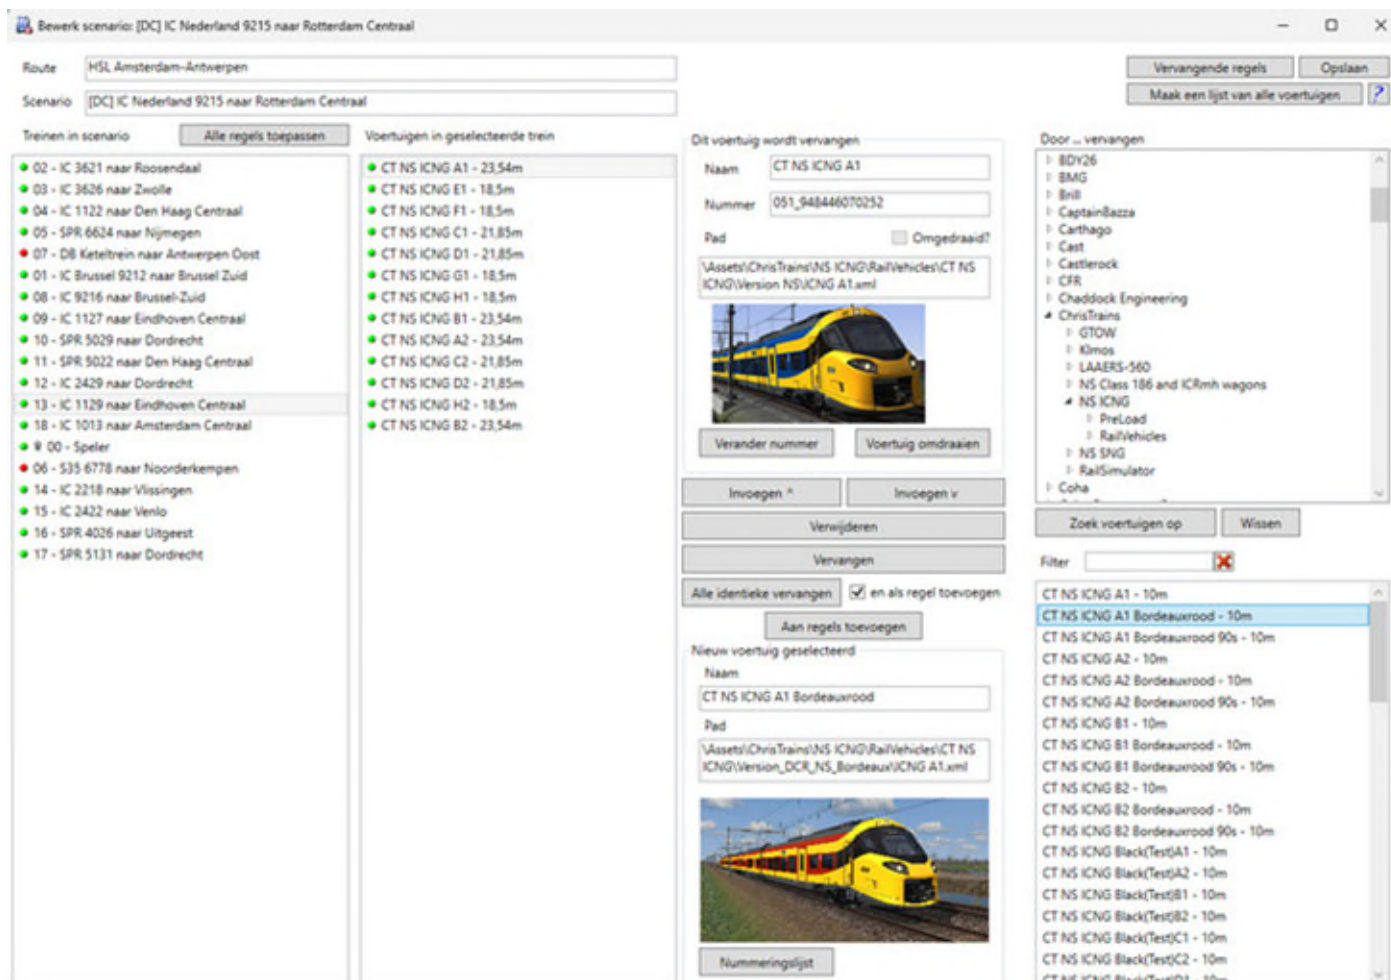 Bewerk scenario: [DC] IC Nederland 9215 naar Rotterdam Centraal
Route HSL Amsterdam-Antwerpen
Scenario [DC] IC Nederland 9215 naar Rotterdam Centraal
Vervangende regels Opslaan
Maak een lijst van alle voertuigen ?
Treinen in scenario Alle regels toepassen
02 - IC 3621 naar Roosendaal
03 - IC 3626 naar Zwolle
04 - IC 1122 naar Den Haag Centraal
05 - SPR 6624 naar Nijmegen
07 - DB Keteltrein naar Antwerpen Oost
01 - IC Brussel 9212 naar Brussel Zuid
08 - IC 9216 naar Brussel-Zuid
09 - IC 1127 naar Eindhoven Centraal
10 - SPR 5029 naar Dordrecht
11 - SPR 5022 naar Den Haag Centraal
12 - IC 2429 naar Dordrecht
13 - IC 1129 naar Eindhoven Centraal
18 - IC 1013 naar Amsterdam Centraal
00 - Speler
06 - S35 6778 naar Noorderkempen
14 - IC 2218 naar Vlissingen
15 - IC 2422 naar Venlo
16 - SPR 4026 naar Uitgeest
17 - SPR 5131 naar Dordrecht
Voertuigen in geselecteerde trein
CT NS ICNG A1 - 23,54m
CT NS ICNG E1 - 18,5m
CT NS ICNG F1 - 18,5m
CT NS ICNG C1 - 21,85m
CT NS ICNG D1 - 21,85m
CT NS ICNG G1 - 18,5m
CT NS ICNG H1 - 18,5m
CT NS ICNG B1 - 23,54m
CT NS ICNG A2 - 23,54m
CT NS ICNG C2 - 21,85m
CT NS ICNG D2 - 21,85m
CT NS ICNG H2 - 18,5m
CT NS ICNG B2 - 23,54m
Dit voertuig wordt vervangen
Naam CT NS ICNG A1
Nummer 051_948446070252
Pad Omgedraaid?
\Assets\ChrisTrains\NS ICNG\RailVehicles\CT NS
ICNG\Version NS\ICNG A1.xml
Verander nummer Voertuig omdraaien
Invoegen ^ Invoegen v
Verwijderen
Vervangen
Alle identieke vervangen en als regel toevoegen
Aan regels toevoegen
Nieuw voertuig geselecteerd
Naam
CT NS ICNG A1 Bordeauxrood
Pad
\Assets\ChrisTrains\NS ICNG\RailVehicles\CT NS
ICNG\Version_DCR_NS_Bordeaux\ICNG A1.xml
Nummeringslijst
Door ... vervangen
BDY26
BMG
Brill
CaptainBazza
Carthago
Cast
Castlerock
CFR
Chaddock Engineering
ChrisTrains
GTOW
Klmos
LAAERS-560
NS Class 186 and ICRmh wagons
NS ICNG
PreLoad
RailVehicles
NS SNG
RailSimulator
Coha
Zoek voertuigen op Wissen
Filter
CT NS ICNG A1 - 10m
CT NS ICNG A1 Bordeauxrood - 10m
CT NS ICNG A1 Bordeauxrood 90s - 10m
CT NS ICNG A2 - 10m
CT NS ICNG A2 Bordeauxrood - 10m
CT NS ICNG A2 Bordeauxrood 90s - 10m
CT NS ICNG B1 - 10m
CT NS ICNG B1 Bordeauxrood - 10m
CT NS ICNG B1 Bordeauxrood 90s - 10m
CT NS ICNG B2 - 10m
CT NS ICNG B2 Bordeauxrood - 10m
CT NS ICNG B2 Bordeauxrood 90s - 10m
CT NS ICNG Black(Test)A1 - 10m
CT NS ICNG Black(Test)A2 - 10m
CT NS ICNG Black(Test)B1 - 10m
CT NS ICNG Black(Test)B2 - 10m
CT NS ICNG Black(Test)C1 - 10m
CT NS ICNG Black(Test)C2 - 10m